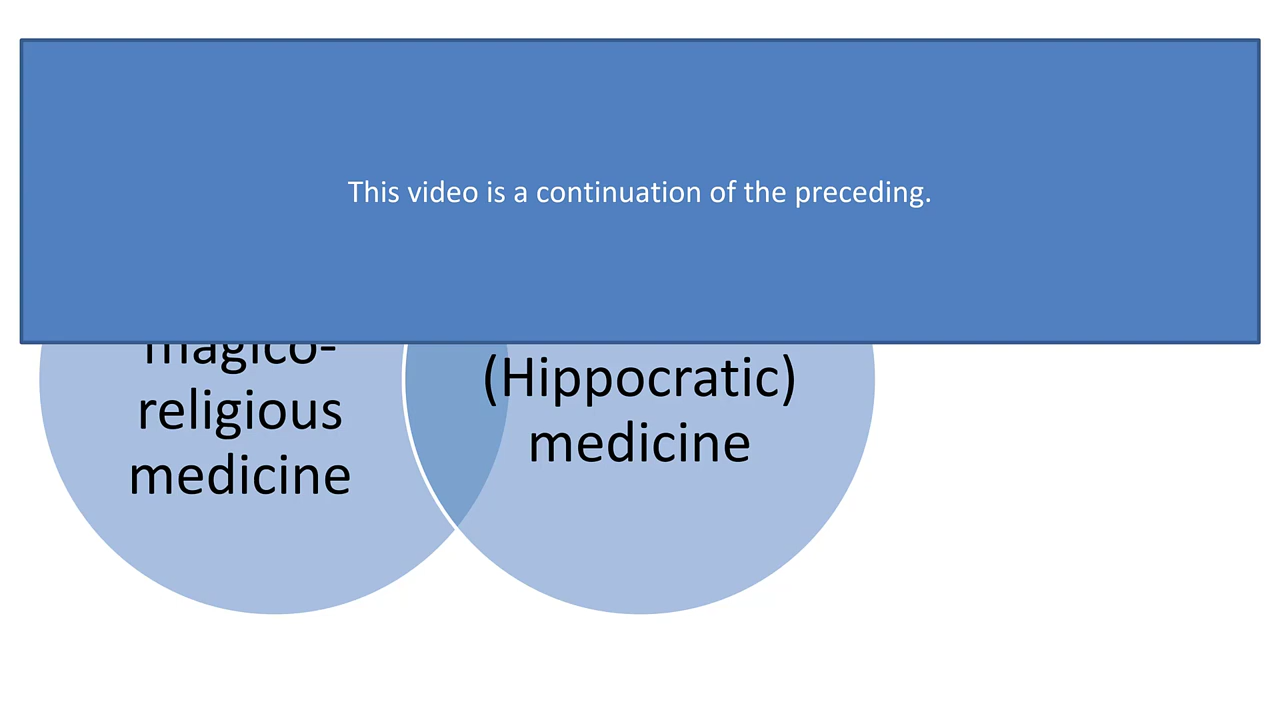 This video is a continuation of the preceding.
magico-
religious
medicine
(Hippocratic)
medicine